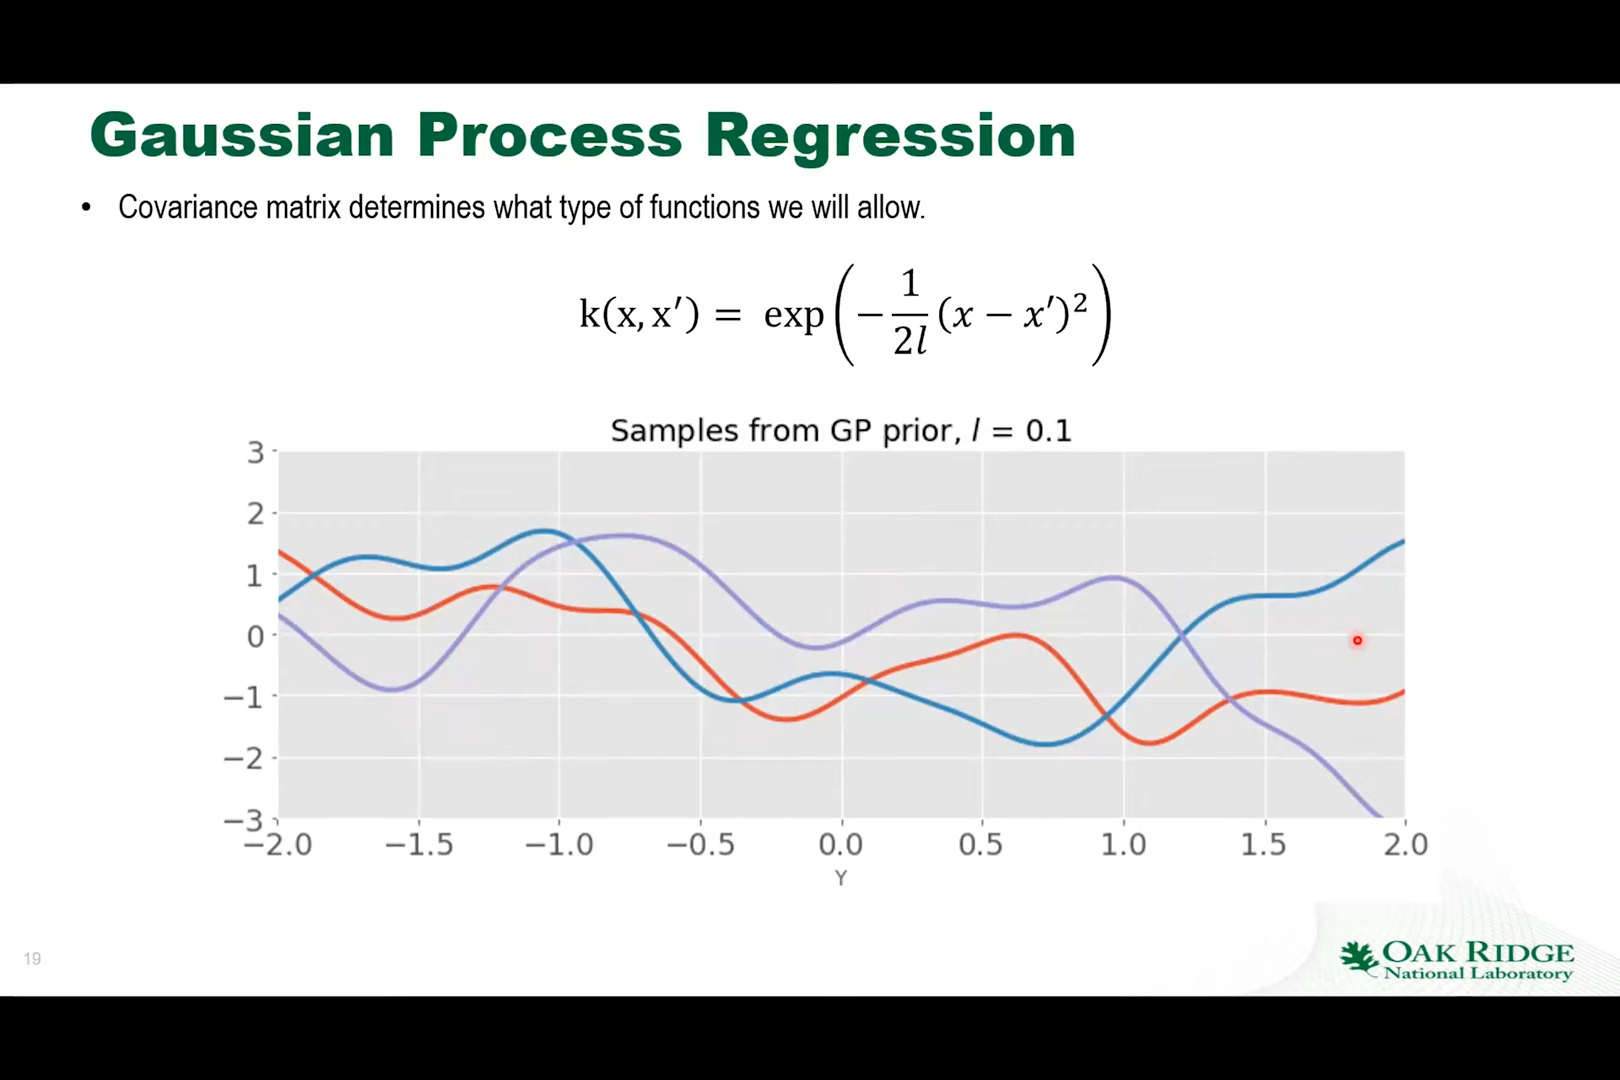 Gaussian Process Regression
• Covariance matrix determines what type of functions we will allow.
k(x, x′) = exp(−1/2l (x − x′)²)
Samples from GP prior, l = 0.1
3
2
1
0
−1
−2
−3
−2.0 −1.5 −1.0 −0.5 0.0 0.5 1.0 1.5 2.0
Y
19
OAK RIDGE
National Laboratory